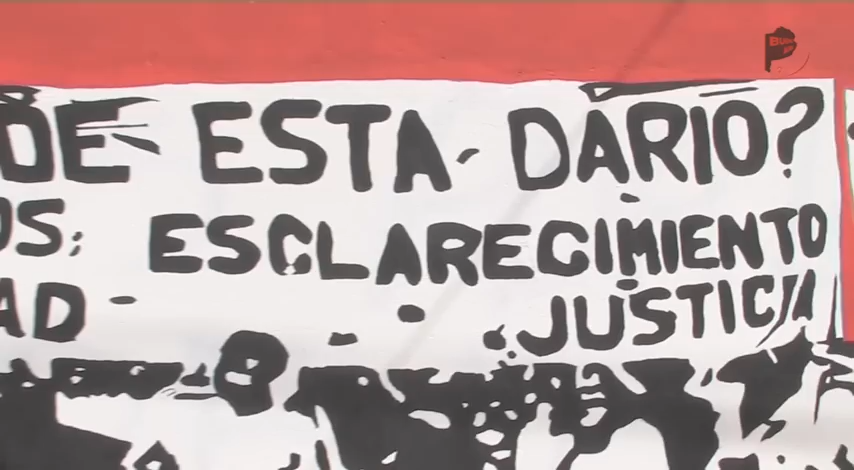 DE ESTA DARIO?
OS: ESCLARECIMIENTO
AD JUSTICIA